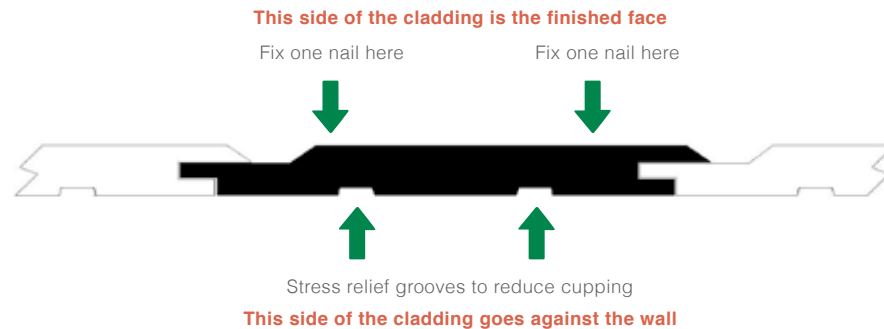 This side of the cladding is the finished face
Fix one nail here
Fix one nail here
Stress relief grooves to reduce cupping
This side of the cladding goes against the wall